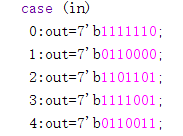 case (in)
0:out=7'b1111110;
1:out=7'b0110000;
2:out=7'b1101101;
3:out=7'b1111001;
4:out=7'b0110011;